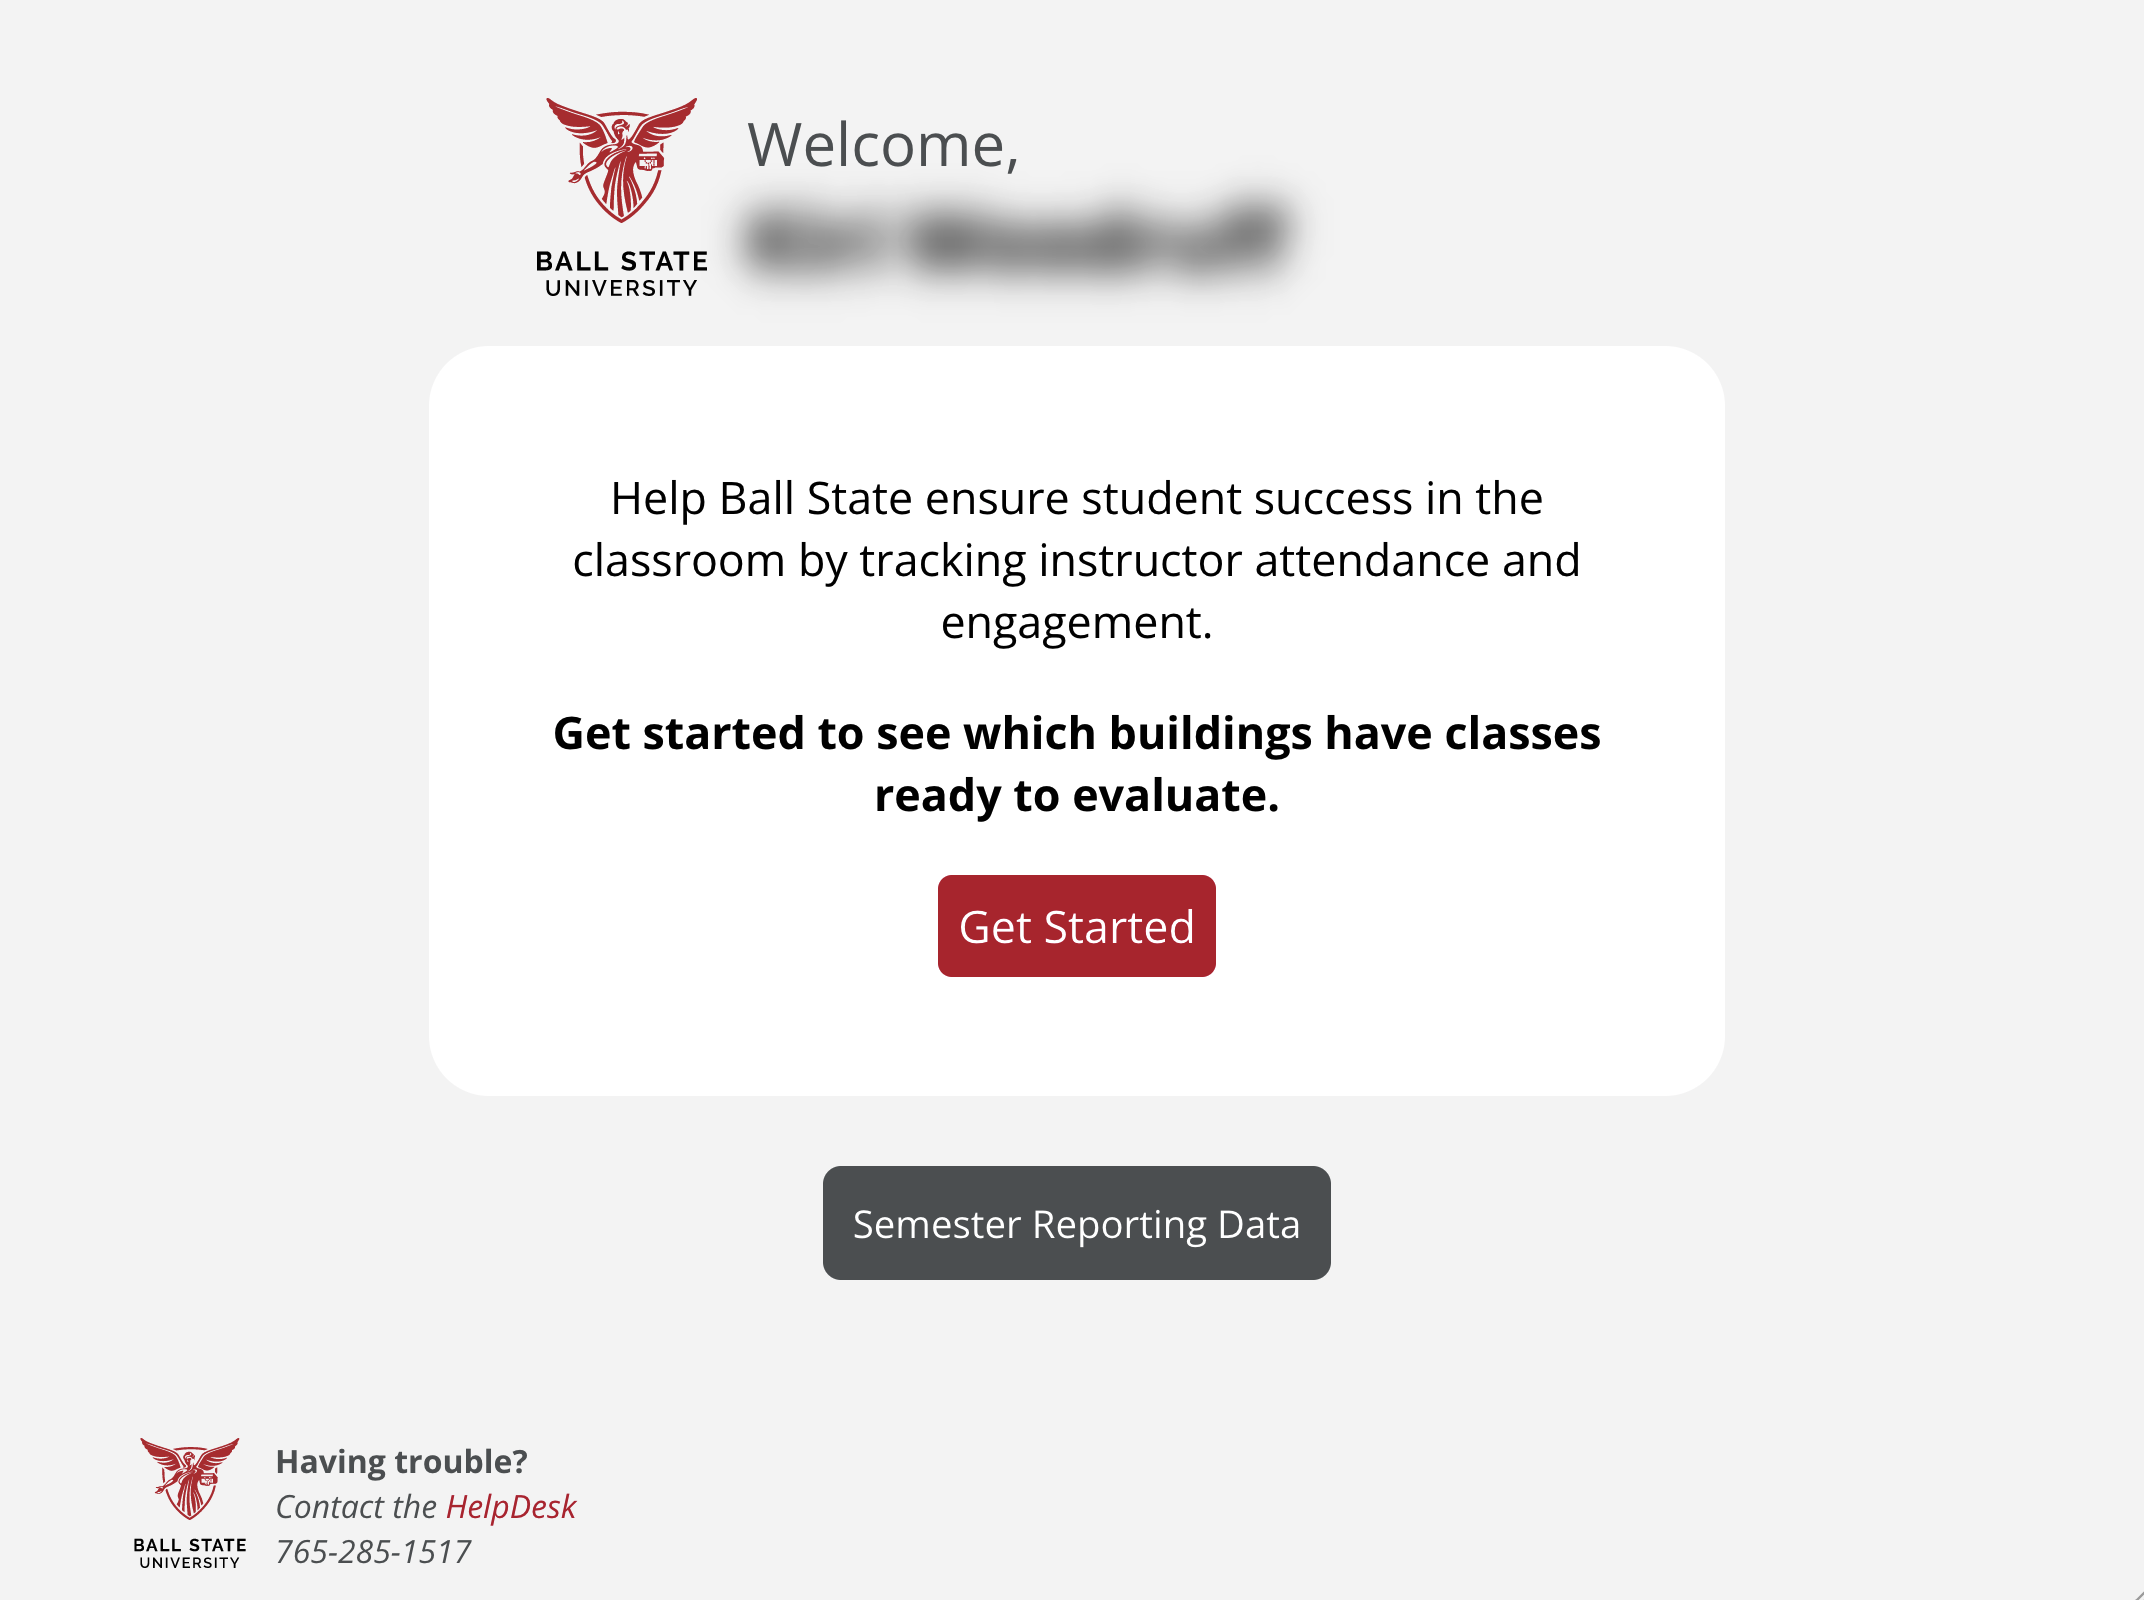 Welcome,
BALL STATE
UNIVERSITY
Help Ball State ensure student success in the
classroom by tracking instructor attendance and
engagement.
Get started to see which buildings have classes
ready to evaluate.
Get Started
Semester Reporting Data
Having trouble?
Contact the HelpDesk
765-285-1517
BALL STATE
UNIVERSITY